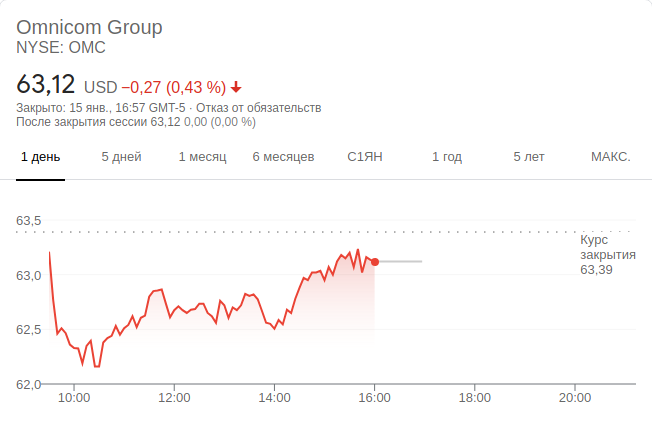 Omnicom Group
NYSE: OMC
63,12 USD −0,27 (0,43 %)
Закрыто: 15 янв., 16:57 GMT-5 · Отказ от обязательств
После закрытия сессии 63,12 0,00 (0,00 %)
1 день 5 дней 1 месяц 6 месяцев С1ЯН 1 год 5 лет МАКС.
63,5
Курс
закрытия
63,39
63,0
62,5
62,0
10:00 12:00 14:00 16:00 18:00 20:00